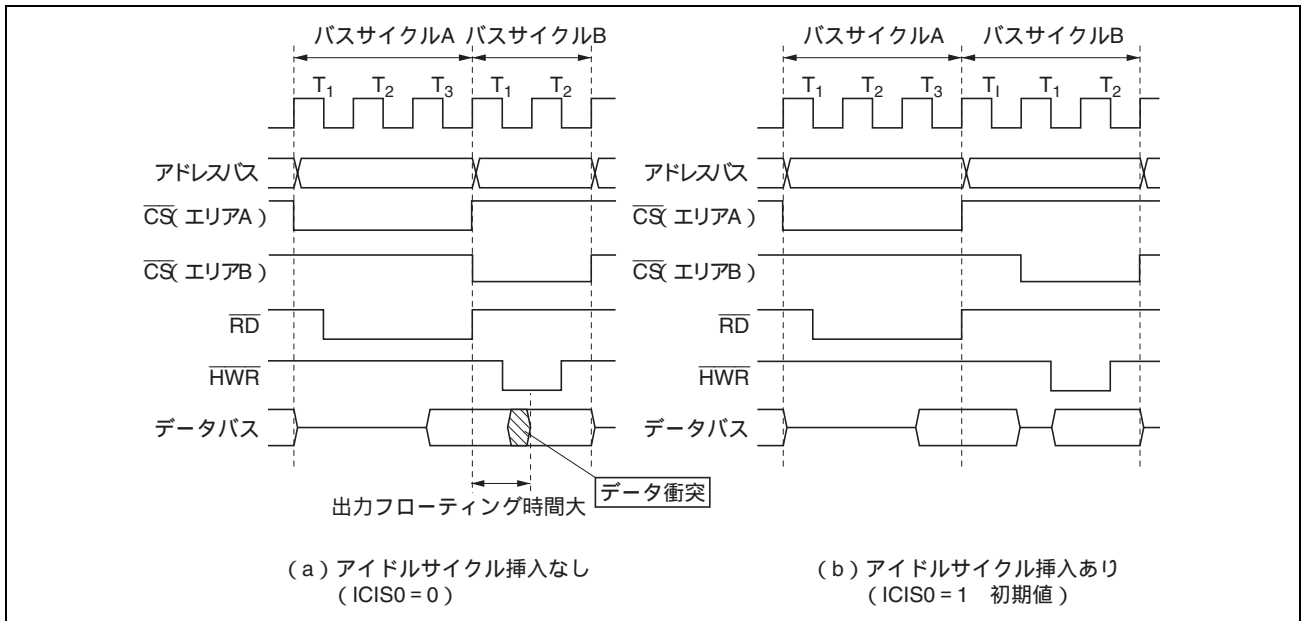 バスサイクルA バスサイクルB
T1 T2 T3 T1 T2
アドレスバス
CS(エリアA)
CS(エリアB)
RD
HWR
データバス
データ衝突
出力フローティング時間大
(a)アイドルサイクル挿入なし
(ICIS0 = 0)
バスサイクルA バスサイクルB
T1 T2 T3 TI T1 T2
アドレスバス
CS(エリアA)
CS(エリアB)
RD
HWR
データバス
(b)アイドルサイクル挿入あり
(ICIS0 = 1 初期値)